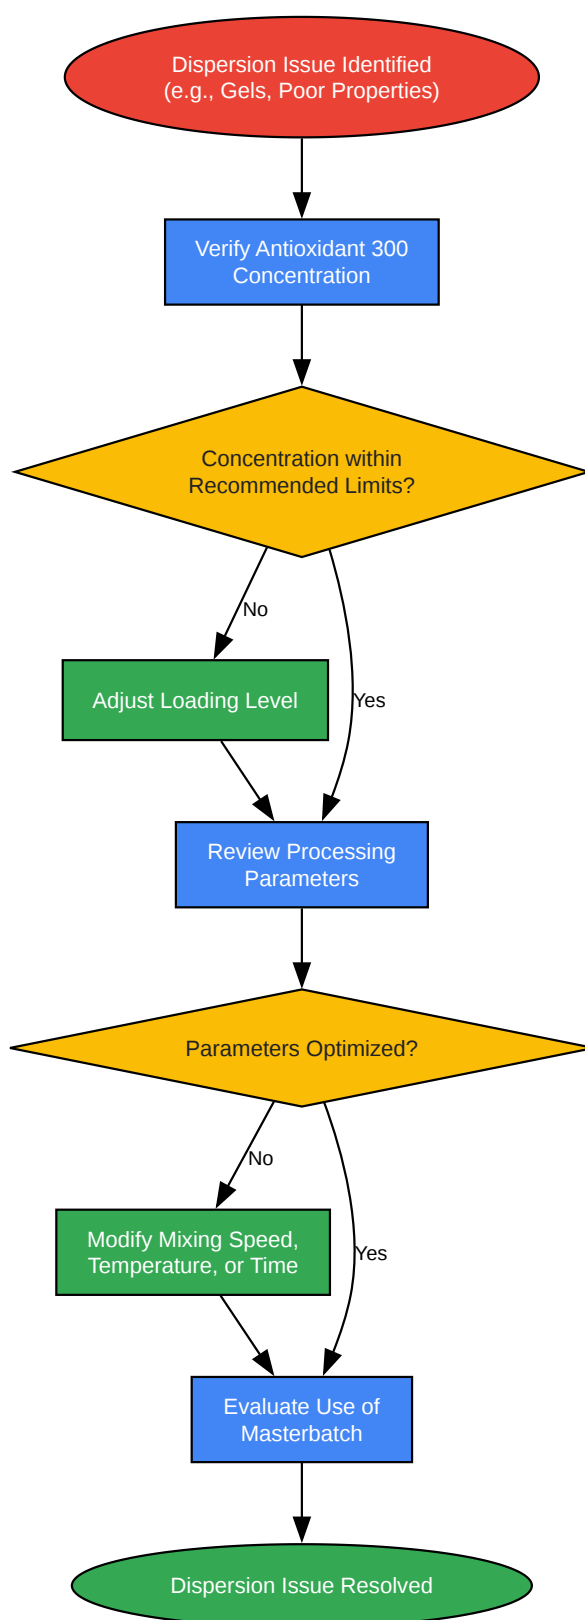 Dispersion Issue Identified
(e.g., Gels, Poor Properties)
Verify Antioxidant 300
Concentration
Concentration within
Recommended Limits?
No
Adjust Loading Level
Yes
Review Processing
Parameters
Parameters Optimized?
No
Modify Mixing Speed,
Temperature, or Time
Yes
Evaluate Use of
Masterbatch
Dispersion Issue Resolved